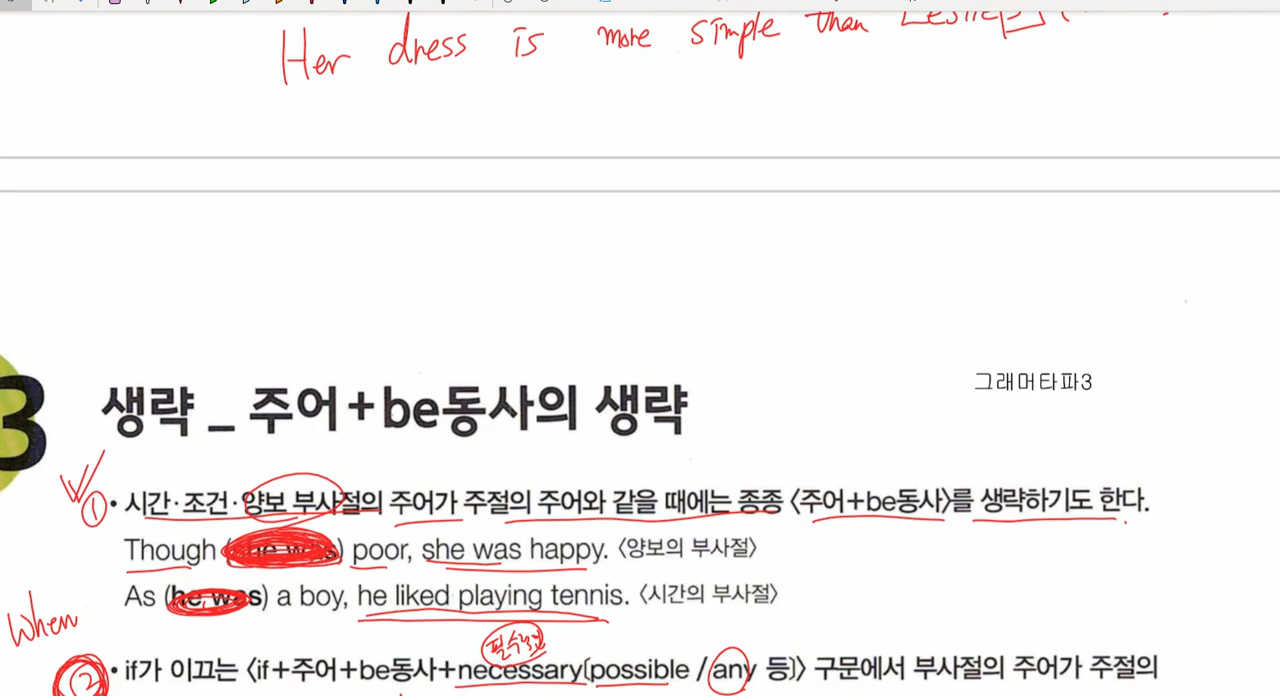 Her dress is more simple than
3
생략 _ 주어+be동사의 생략
그래머타파3
① • 시간·조건·양보 부사절의 주어가 주절의 주어와 같을 때에는 종종 〈주어+be동사〉를 생략하기도 한다.
Though (she was) poor, she was happy. 〈양보의 부사절〉
As (he was) a boy, he liked playing tennis. 〈시간의 부사절〉
When
② • if가 이끄는 〈if+주어+be동사+necessary(possible / any 등)〉 구문에서 부사절의 주어가 주절의